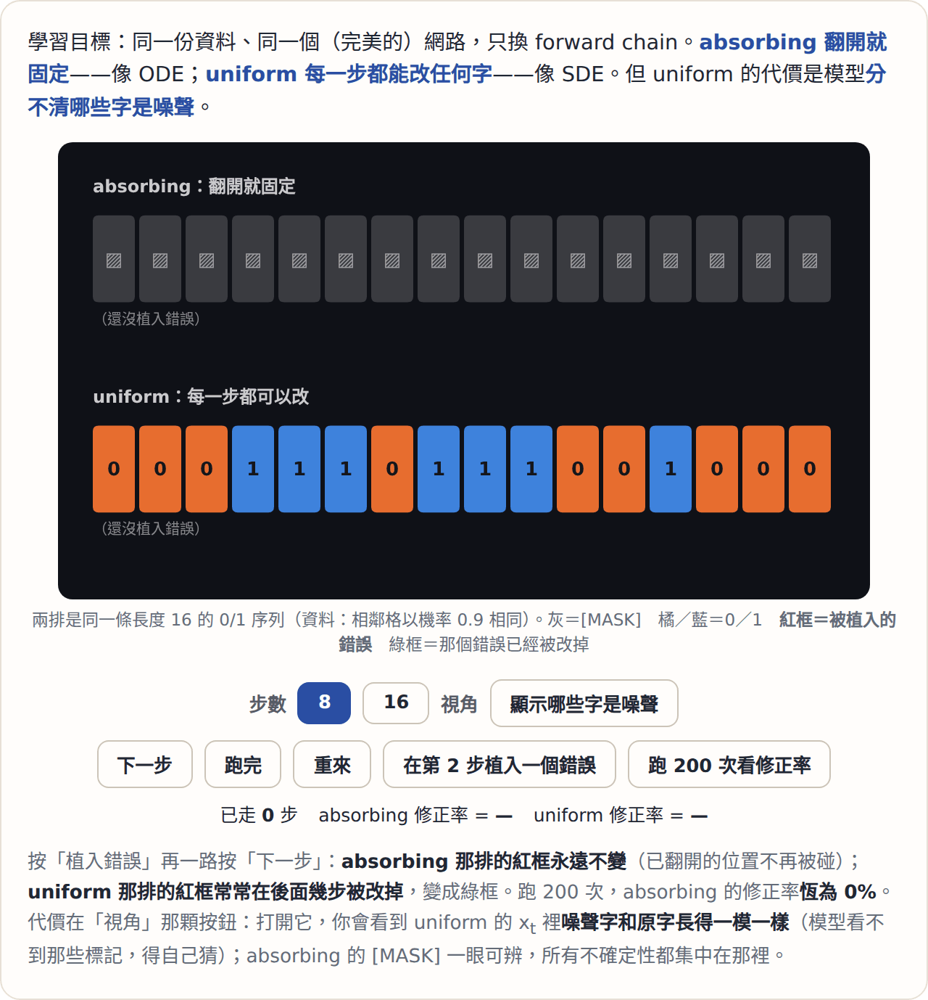 學習目標：同一份資料、同一個（完美的）網路，只換 forward chain。absorbing 翻開就
固定——像 ODE；uniform 每一步都能改任何字——像 SDE。但 uniform 的代價是模型分
不清哪些字是噪聲。
absorbing：翻開就固定
▨ ▨ ▨ ▨ ▨ ▨ ▨ ▨ ▨ ▨ ▨ ▨ ▨ ▨ ▨ ▨
（還沒植入錯誤）
uniform：每一步都可以改
0 0 0 1 1 1 0 1 1 1 0 0 1 0 0 0
（還沒植入錯誤）
兩排是同一條長度 16 的 0/1 序列（資料：相鄰格以機率 0.9 相同）。灰＝[MASK]　橘／藍＝0／1　紅框＝被植入的
錯誤　綠框＝那個錯誤已經被改掉
步數 8 16 視角 顯示哪些字是噪聲
下一步 跑完 重來 在第 2 步植入一個錯誤 跑 200 次看修正率
已走 0 步　absorbing 修正率 = —　uniform 修正率 = —
按「植入錯誤」再一路按「下一步」：absorbing 那排的紅框永遠不變（已翻開的位置不再被碰）；
uniform 那排的紅框常常在後面幾步被改掉，變成綠框。跑 200 次，absorbing 的修正率恆為 0%。
代價在「視角」那顆按鈕：打開它，你會看到 uniform 的 xt 裡噪聲字和原字長得一模一樣（模型看不
到那些標記，得自己猜）；absorbing 的 [MASK] 一眼可辨，所有不確定性都集中在那裡。